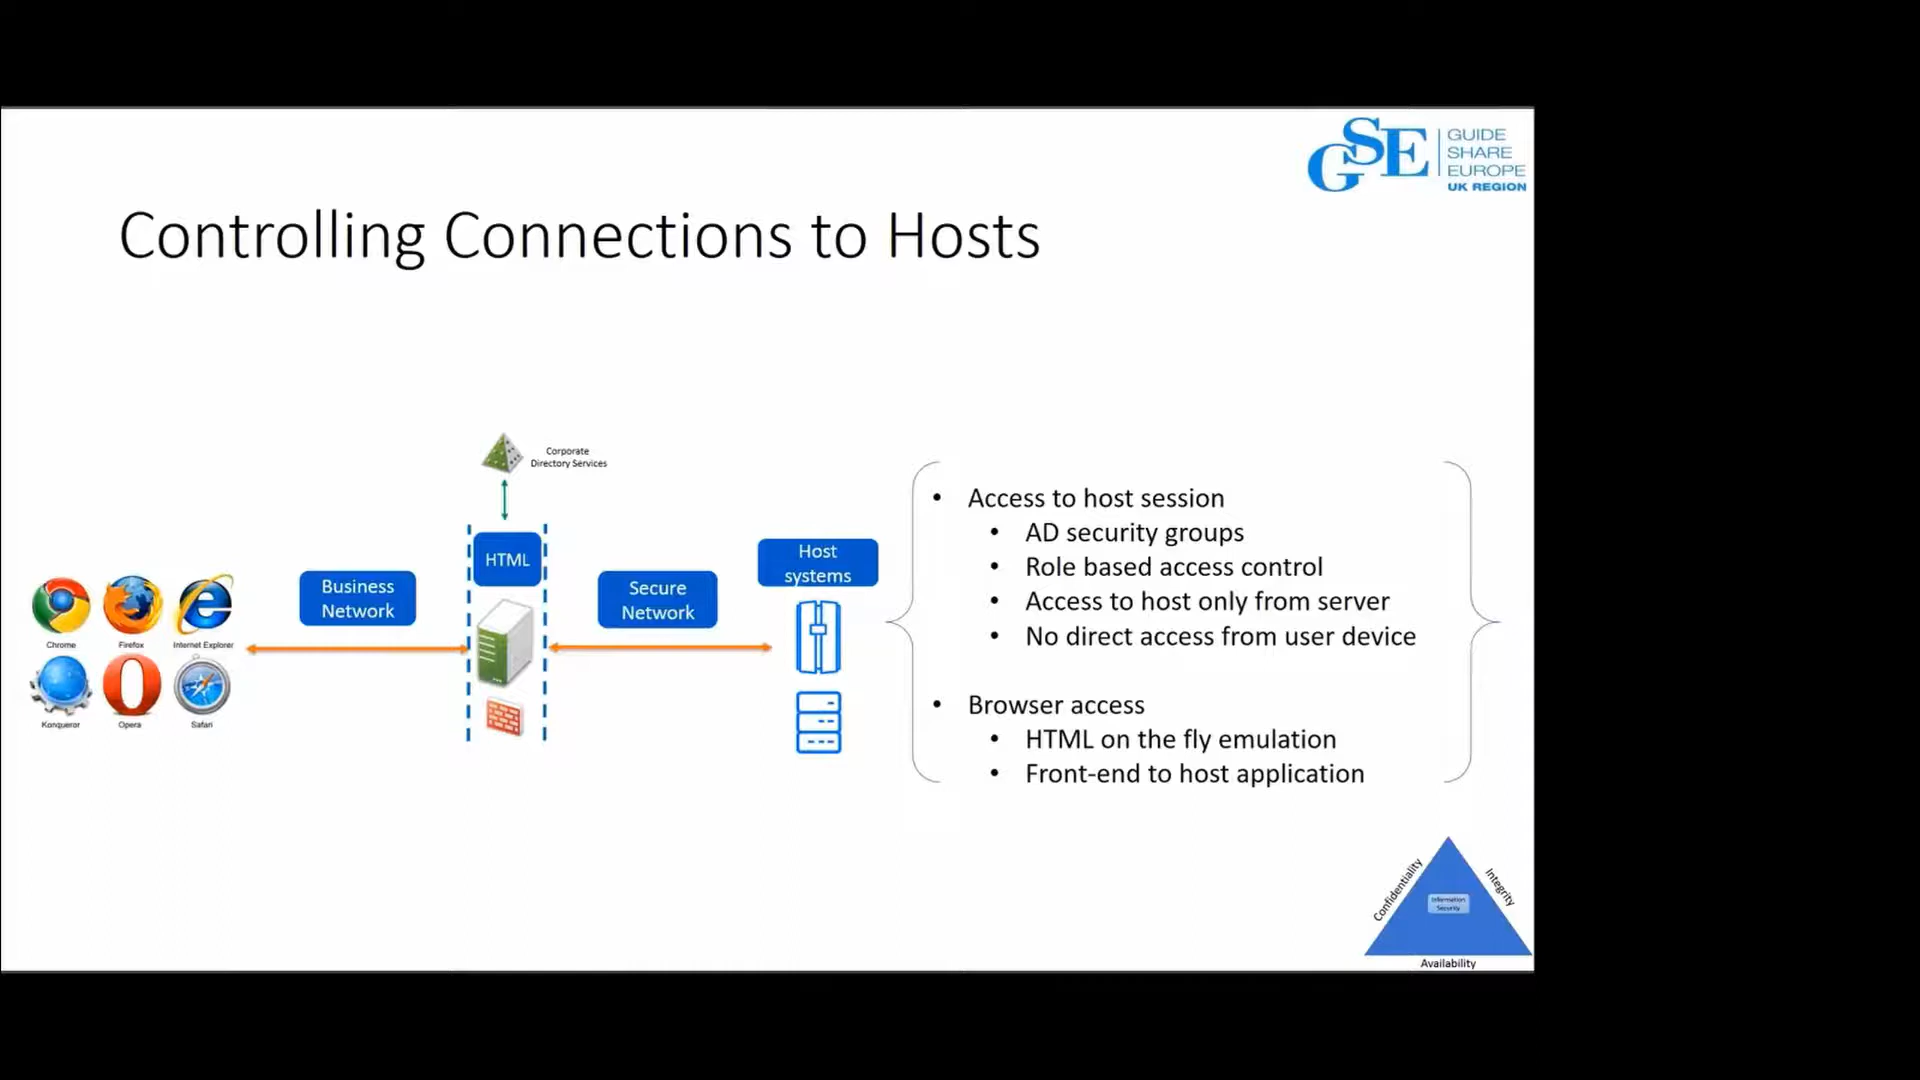 GSE
GUIDE
SHARE
EUROPE
UK REGION
Controlling Connections to Hosts
Corporate
Directory Services
HTML
Business
Network
Secure
Network
Host
systems
Chrome
Firefox
Internet Explorer
Konqueror
Opera
Safari
• Access to host session
• AD security groups
• Role based access control
• Access to host only from server
• No direct access from user device
• Browser access
• HTML on the fly emulation
• Front-end to host application
Confidentiality
Integrity
Information
Security
Availability